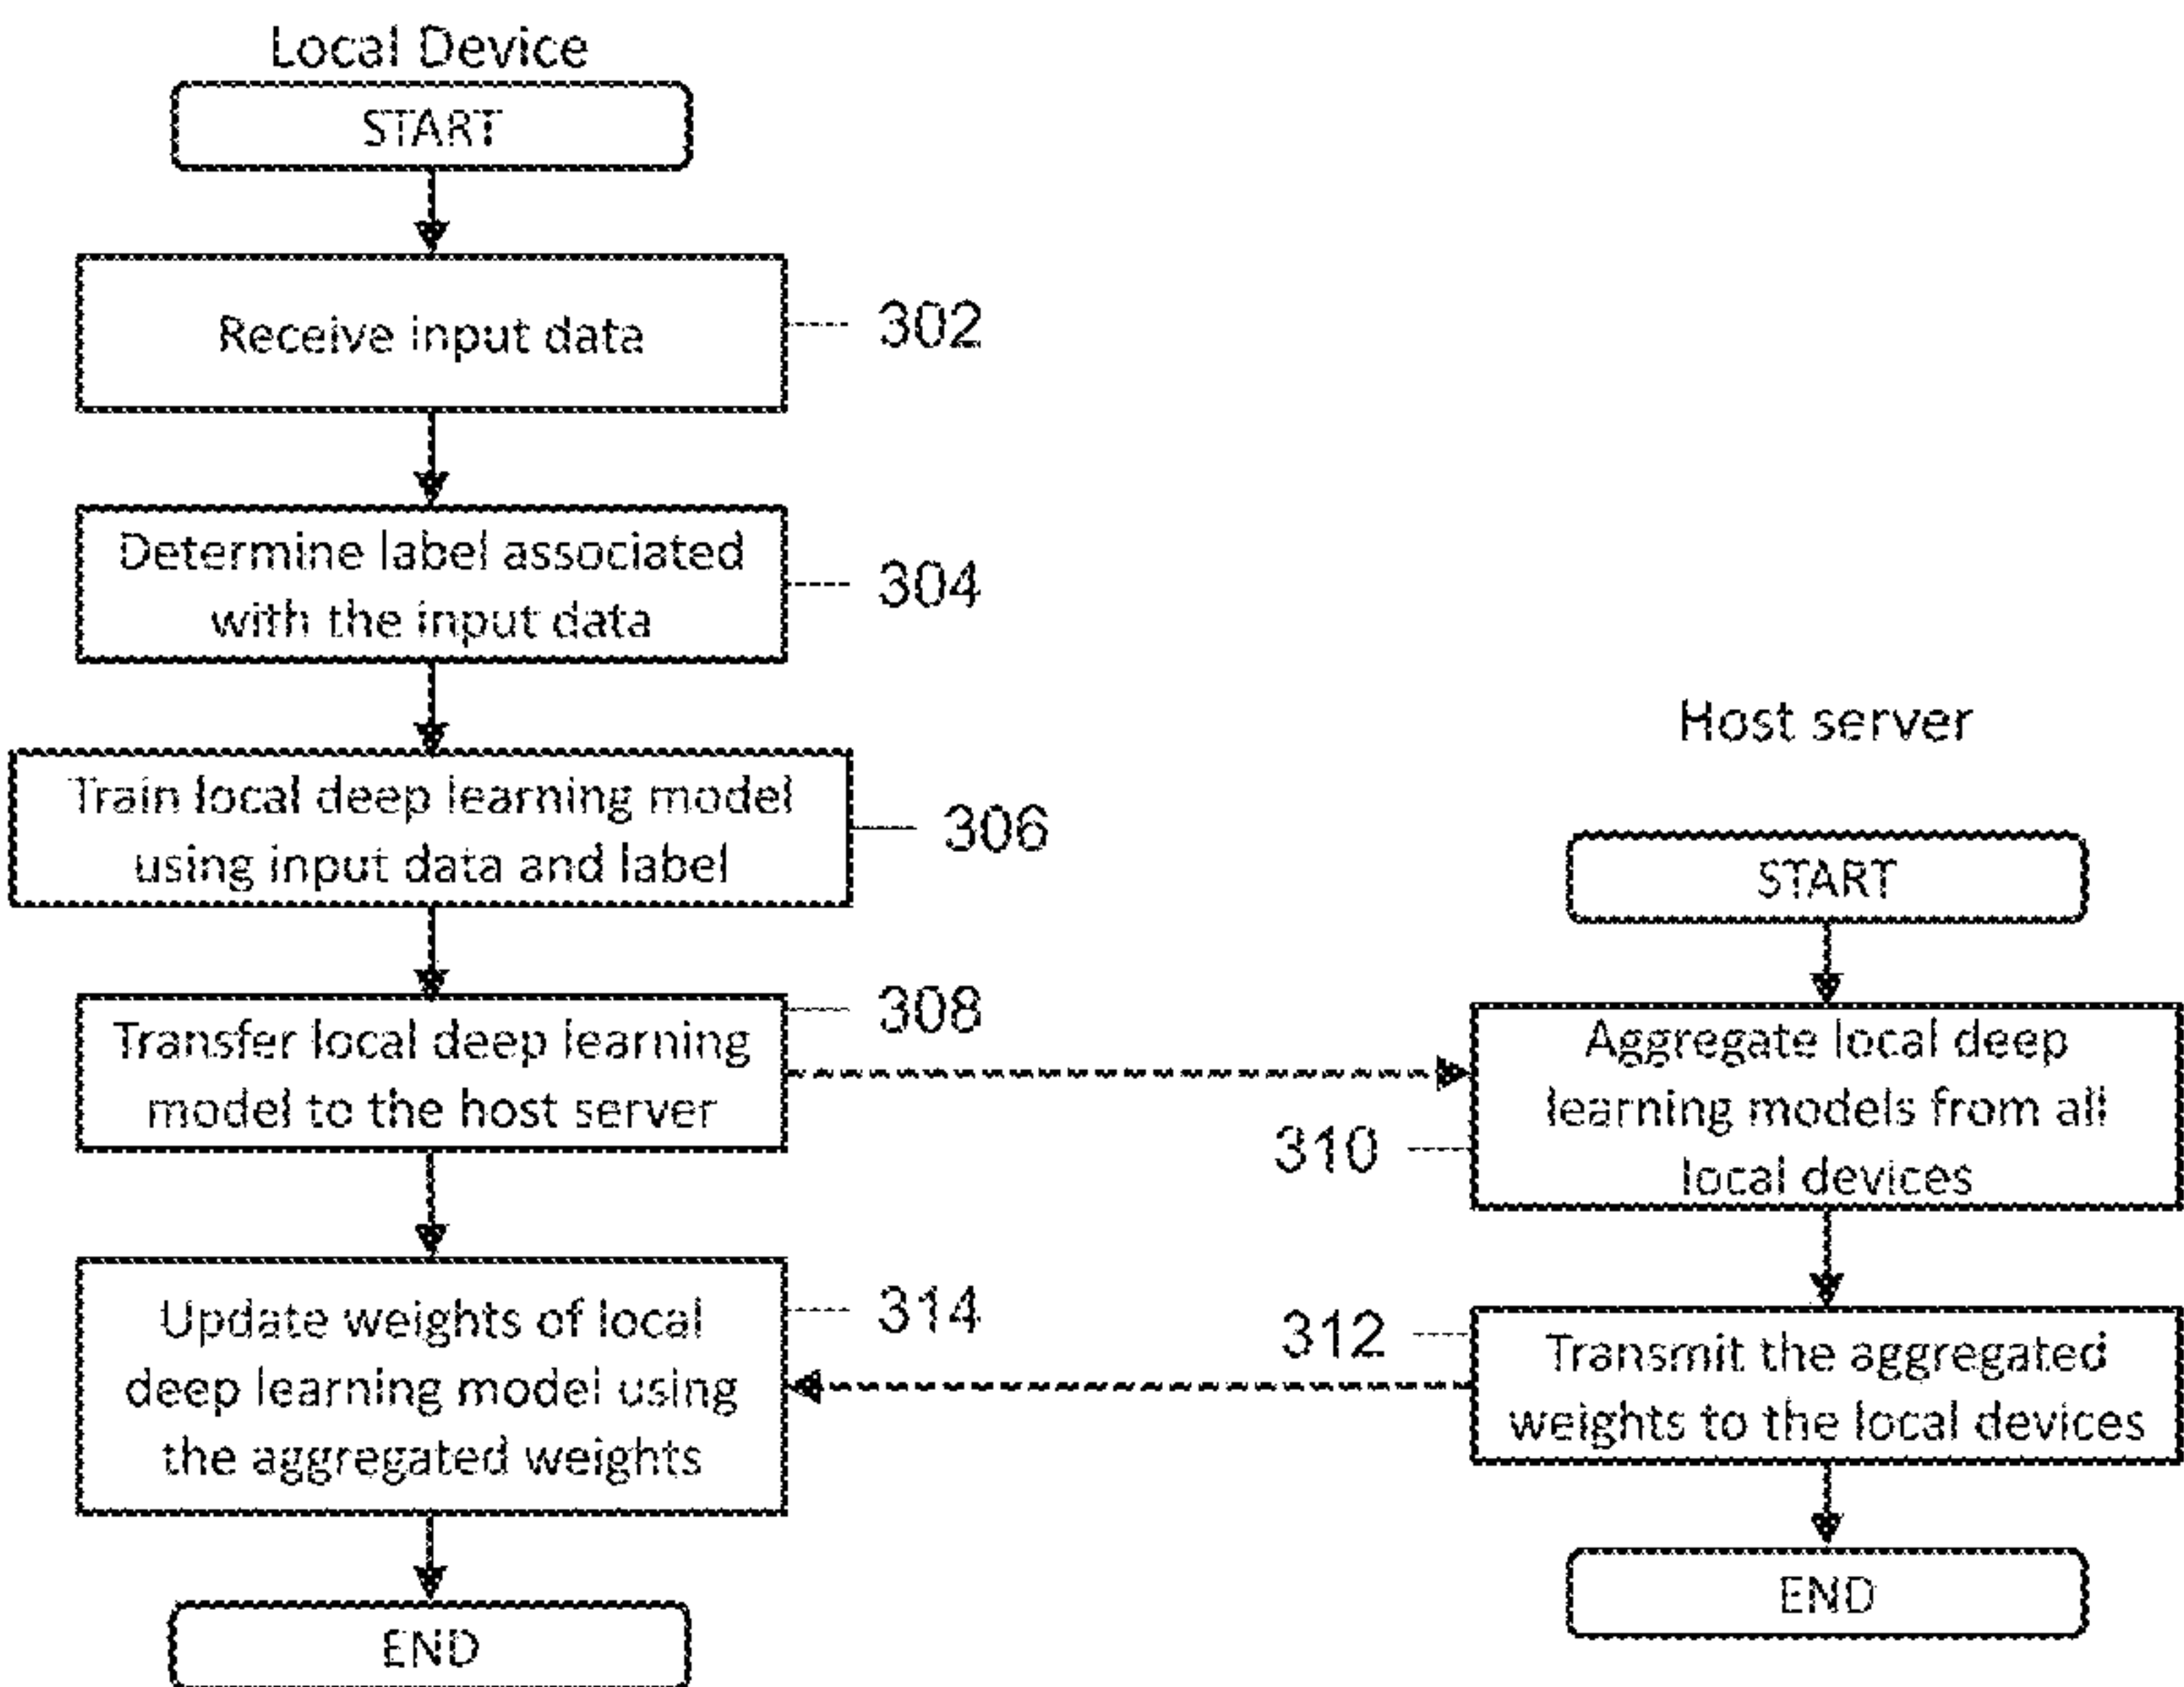 Local Device
START
Receive input data
302
Determine label associated
with the input data
304
Train local deep learning model
using input data and label
306
Transfer local deep learning
model to the host server
308
Update weights of local
deep learning model using
the aggregated weights
314
END
Host server
START
Aggregate local deep
learning models from all
local devices
310
Transmit the aggregated
weights to the local devices
312
END